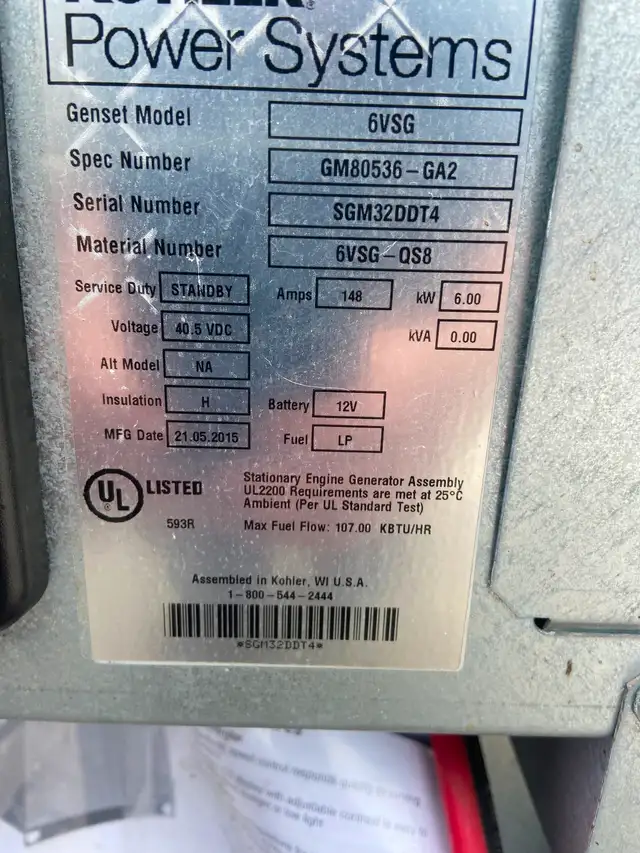 KOHLER®
Power Systems
Genset Model 6VSG
Spec Number GM80536-GA2
Serial Number SGM32DDT4
Material Number 6VSG-QS8
Service Duty STANDBY Amps 148 kW 6.00
Voltage 40.5 VDC kVA 0.00
Alt Model NA
Insulation H Battery 12V
MFG Date 21.05.2015 Fuel LP
UL® LISTED
593R
Stationary Engine Generator Assembly
UL2200 Requirements are met at 25°C
Ambient (Per UL Standard Test)
Max Fuel Flow: 107.00 KBTU/HR
Assembled in Kohler, WI U.S.A.
1-800-544-2444
*SGM32DDT4*